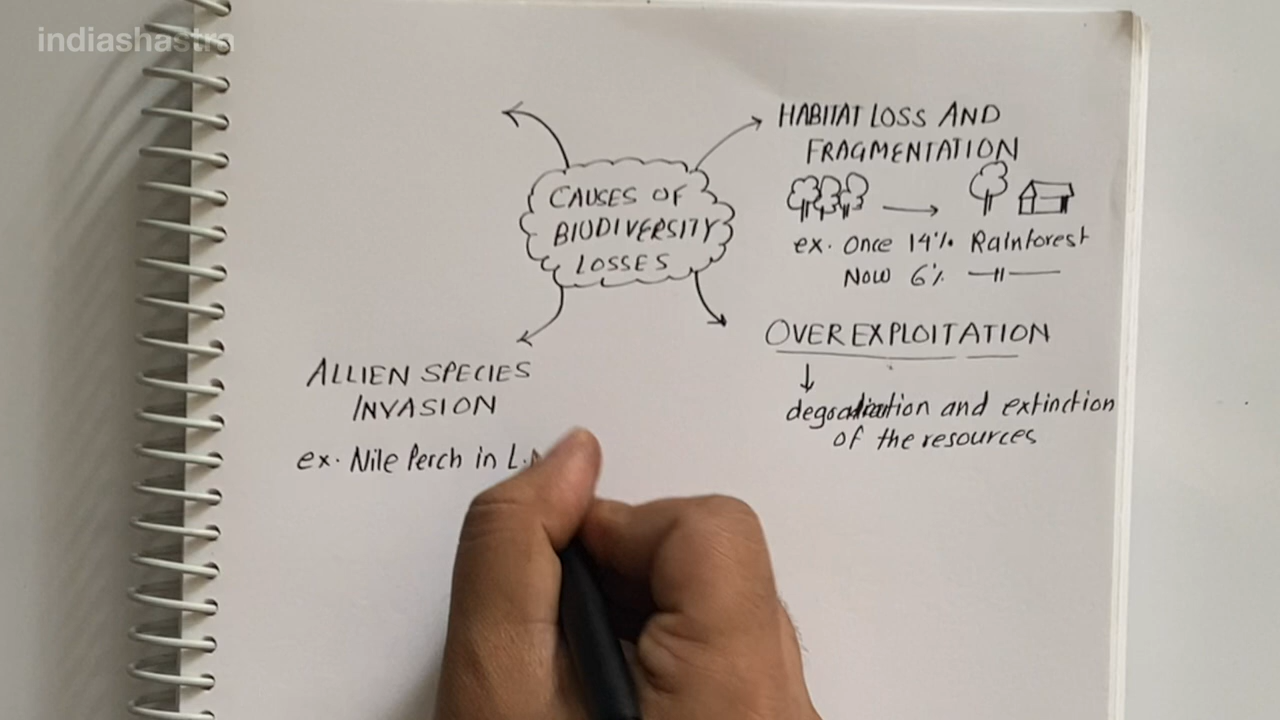 indiashastra
CAUSES OF
BIODIVERSITY
LOSSES
HABITAT LOSS AND
FRAGMENTATION
ex. Once 14% Rainforest
Now 6% —〃—
OVEREXPLOITATION
of the resources
and extinction
ALLIEN SPECIES
INVASION
ex. Nile Perch in L.